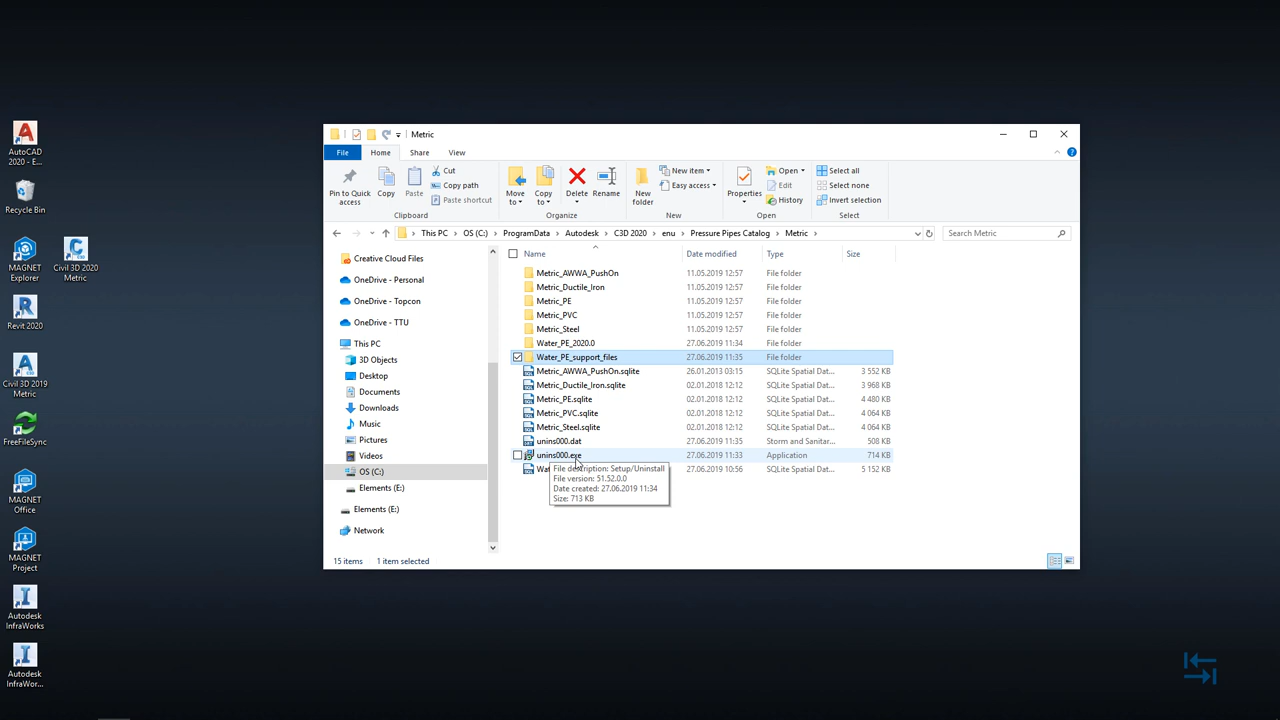 AutoCAD
2020 - E...
Recycle Bin
MAGNET
Explorer
Civil 3D 2020
Metric
Revit 2020
Civil 3D 2019
Metric
FreeFileSync
MAGNET
Office
MAGNET
Project
Autodesk
InfraWorks
Autodesk
InfraWor...
Metric
File
Home
Share
View
Pin to Quick
access
Copy
Paste
Cut
Copy path
Paste shortcut
Clipboard
Move
to
Copy
to
Delete
Rename
Organize
New
folder
New item
Easy access
New
Properties
Open
Edit
History
Open
Select all
Select none
Invert selection
Select
This PC
OS (C:)
ProgramData
Autodesk
C3D 2020
enu
Pressure Pipes Catalog
Metric
Search Metric
Creative Cloud Files
OneDrive - Personal
OneDrive - Topcon
OneDrive - TTU
This PC
3D Objects
Desktop
Documents
Downloads
Music
Pictures
Videos
OS (C:)
Elements (E:)
Elements (E:)
Network
Name Date modified Type Size
Metric_AWWA_PushOn 11.05.2019 12:57 File folder
Metric_Ductile_Iron 11.05.2019 12:57 File folder
Metric_PE 11.05.2019 12:57 File folder
Metric_PVC 11.05.2019 12:57 File folder
Metric_Steel 11.05.2019 12:57 File folder
Water_PE_2020.0 27.06.2019 11:34 File folder
Water_PE_support_files 27.06.2019 11:35 File folder
Metric_AWWA_PushOn.sqlite 26.01.2013 03:15 SQLite Spatial Dat... 3 552 KB
Metric_Ductile_Iron.sqlite 02.01.2018 12:12 SQLite Spatial Dat... 3 968 KB
Metric_PE.sqlite 02.01.2018 12:12 SQLite Spatial Dat... 4 480 KB
Metric_PVC.sqlite 02.01.2018 12:12 SQLite Spatial Dat... 4 064 KB
Metric_Steel.sqlite 02.01.2018 12:12 SQLite Spatial Dat... 4 064 KB
unins000.dat 27.06.2019 11:35 Storm and Sanitar... 508 KB
unins000.exe 27.06.2019 11:33 Application 714 KB
27.06.2019 10:56 SQLite Spatial Dat... 5 152 KB
File description: Setup/Uninstall
File version: 51.52.0.0
Date created: 27.06.2019 11:34
Size: 713 KB
15 items 1 item selected